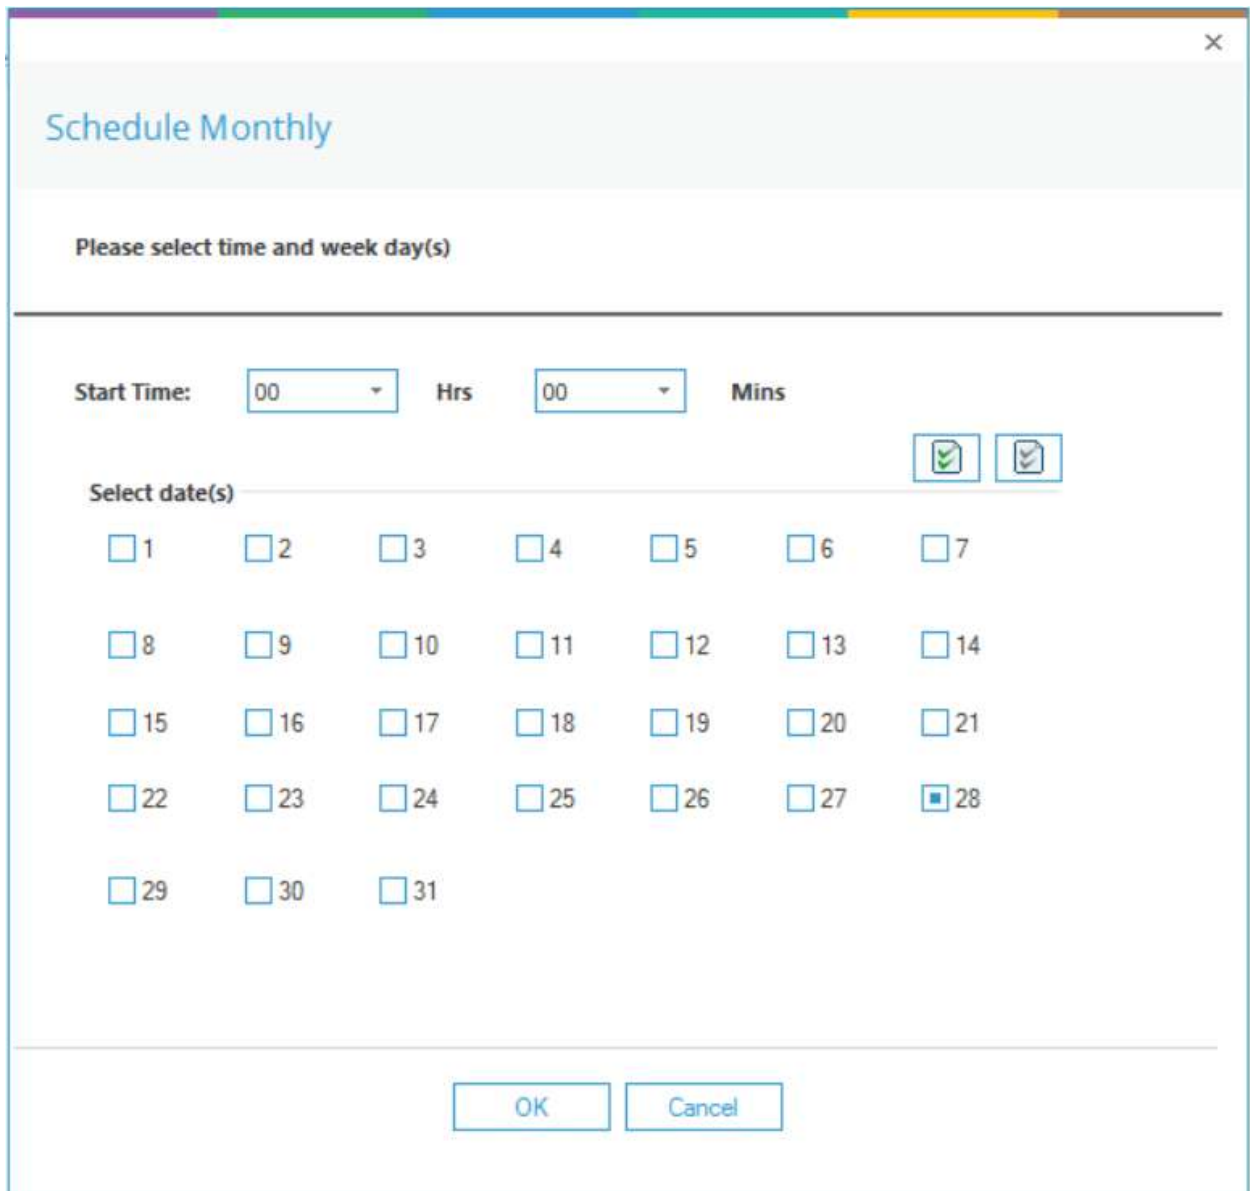 Schedule Monthly
Please select time and week day(s)
Start Time: 00 Hrs 00 Mins
Select date(s)
1 2 3 4 5 6 7
8 9 10 11 12 13 14
15 16 17 18 19 20 21
22 23 24 25 26 27 28
29 30 31
OK Cancel